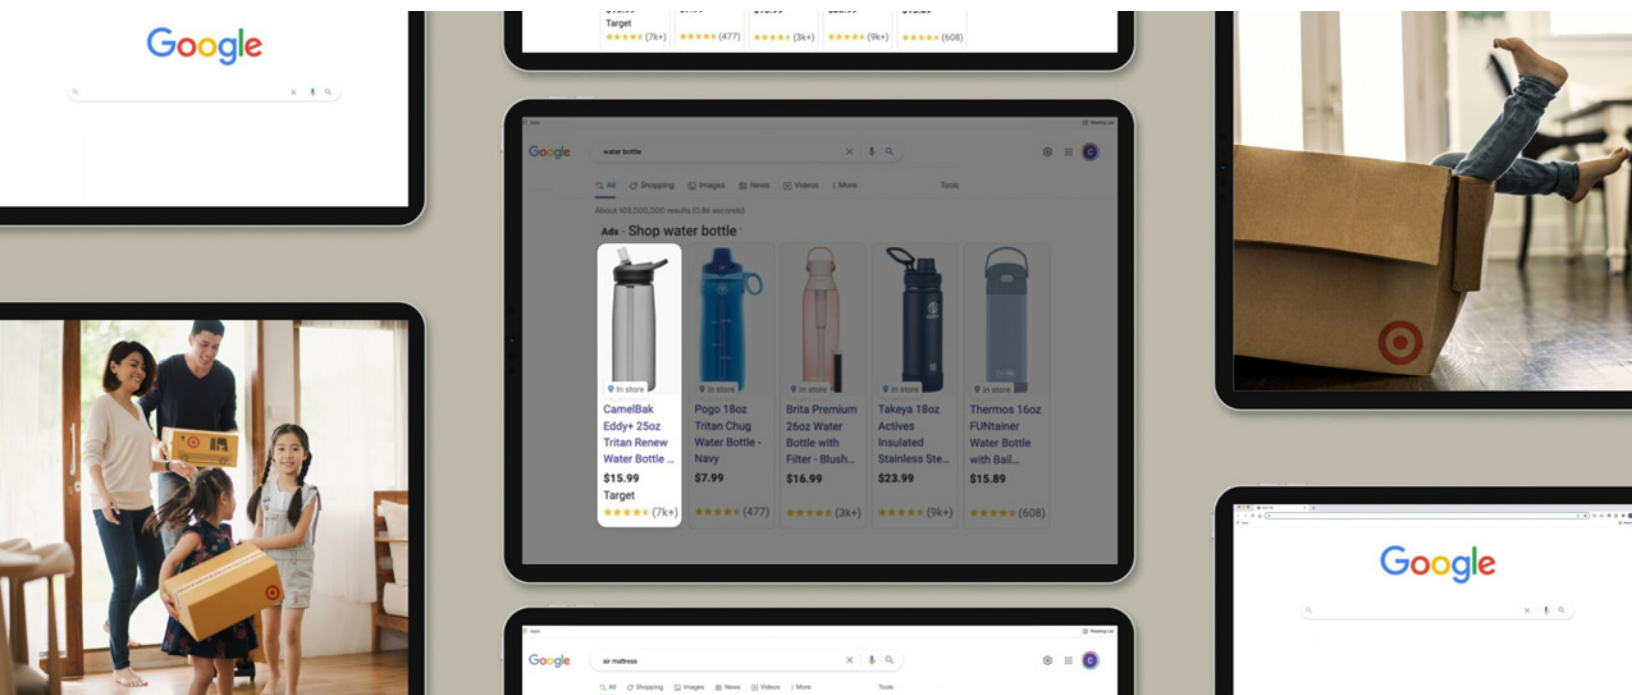 Google
Target
(7k+) (477) (3k+) (9k+) (608)
Google
water bottle
All Shopping Images News Videos More Tools
About 103,000,000 results (0.86 seconds)
Ads · Shop water bottle
In store
CamelBak
Eddy+ 25oz
Tritan Renew
Water Bottle ...
$15.99
Target
(7k+)
In store
Pogo 18oz
Tritan Chug
Water Bottle -
Navy
$7.99
(477)
In store
Brita Premium
26oz Water
Bottle with
Filter - Blush...
$16.99
(3k+)
In store
Takeya 18oz
Actives
Insulated
Stainless Ste...
$23.99
(9k+)
In store
Thermos 16oz
FUNtainer
Water Bottle
with Bail...
$15.89
(608)
Google
air mattress
All Shopping Images News Videos More Tools
Google